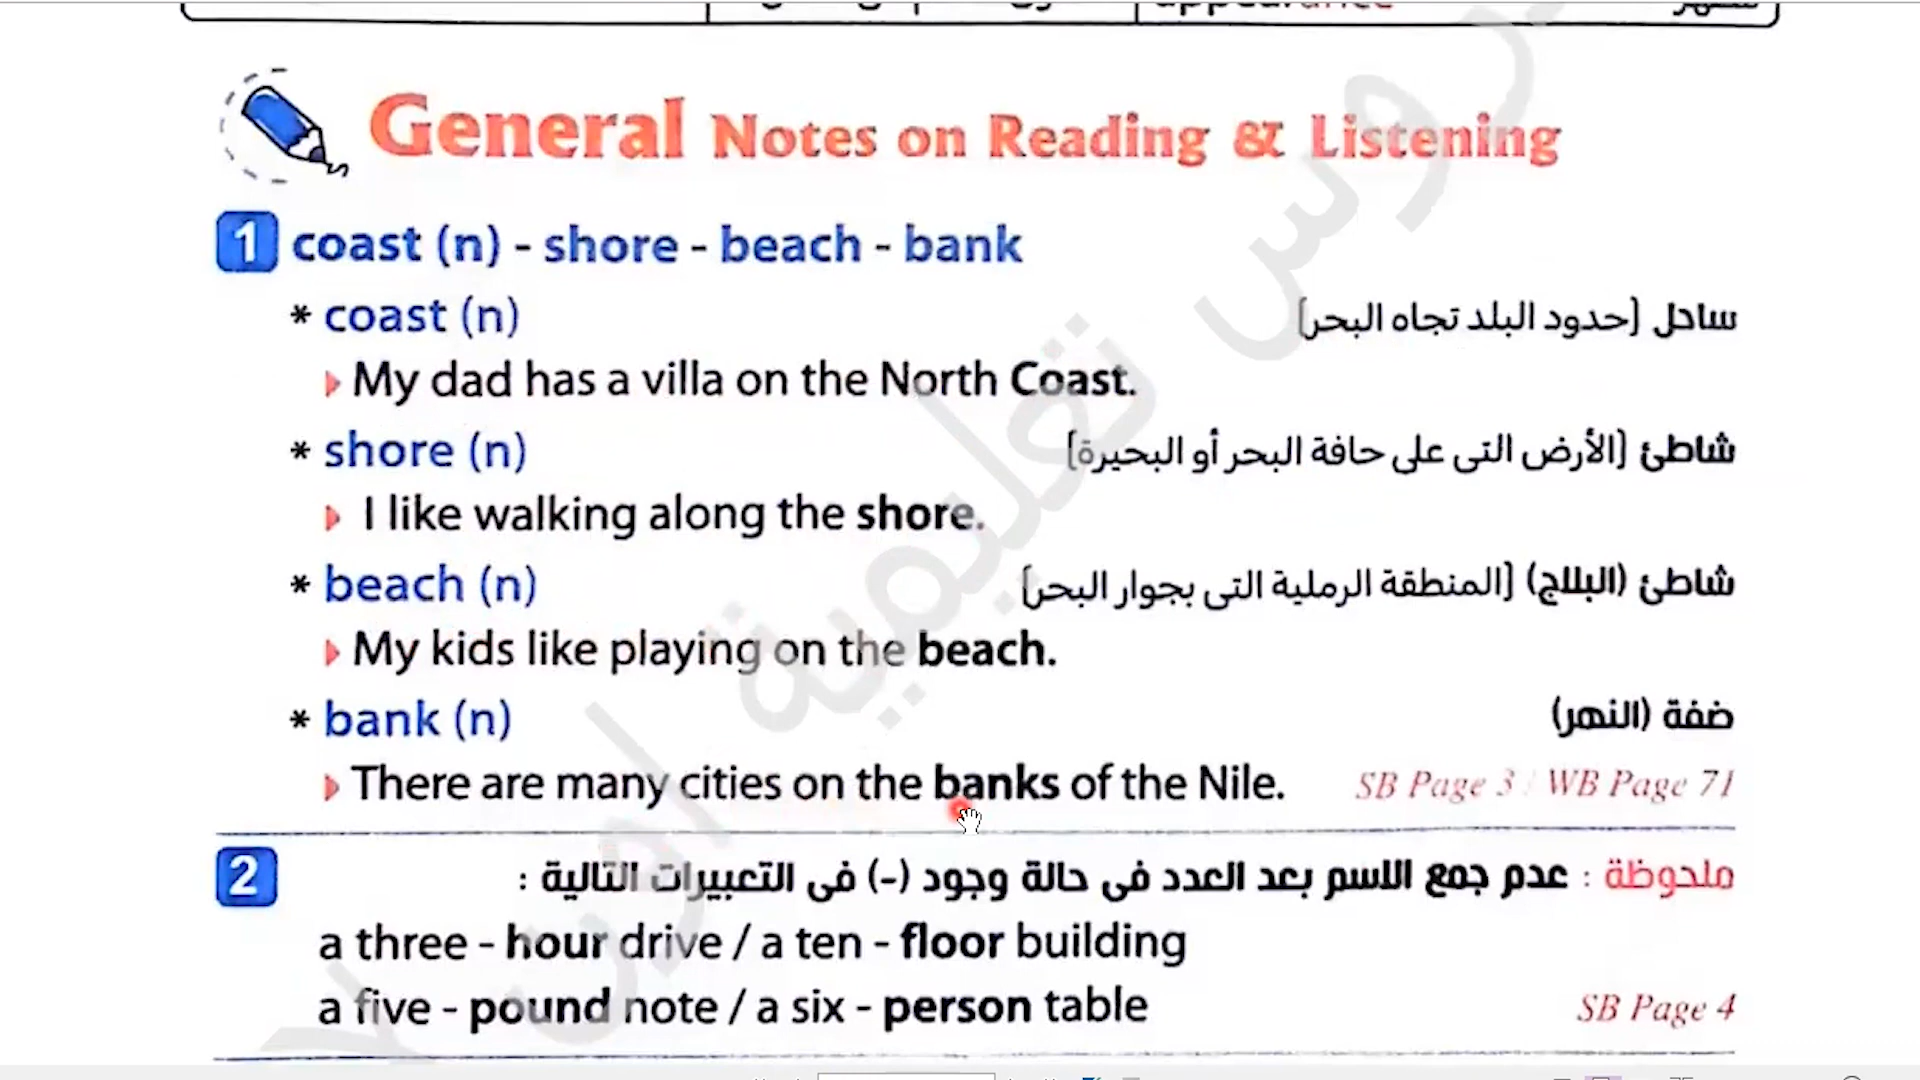 appearance
General Notes on Reading & Listening
1 coast (n) - shore - beach - bank
* coast (n) ساحل [حدود البلد تجاه البحر]
My dad has a villa on the North Coast.
* shore (n) شاطئ [الأرض التى على حافة البحر أو البحيرة]
I like walking along the shore.
* beach (n) شاطئ (البلاج) [المنطقة الرملية التى بجوار البحر]
My kids like playing on the beach.
* bank (n) ضفة (النهر)
There are many cities on the banks of the Nile. SB Page 3 / WB Page 71
2 ملحوظة : عدم جمع الاسم بعد العدد فى حالة وجود (-) فى التعبيرات التالية :
a three - hour drive / a ten - floor building
a five - pound note / a six - person table SB Page 4
دروس تعليمية اون لا